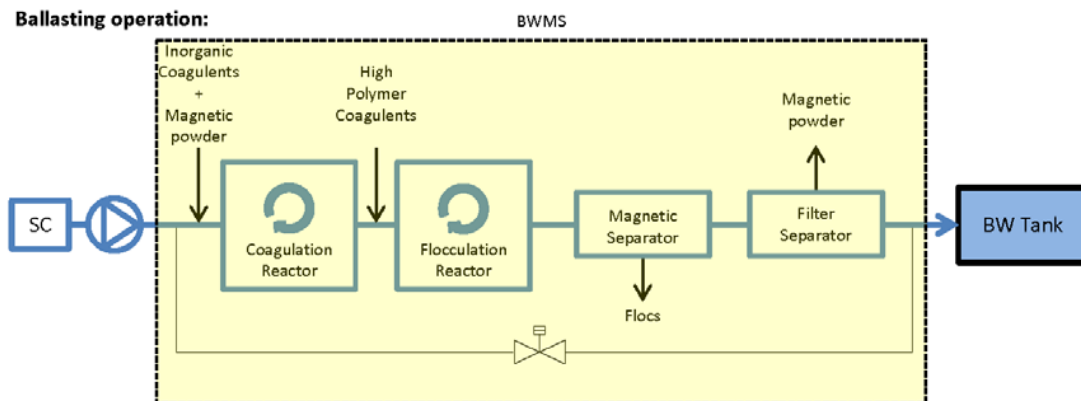 Ballasting operation:
BWMS
Inorganic
Coagulents
+
Magnetic
powder
High
Polymer
Coagulents
Magnetic
powder
SC
Coagulation
Reactor
Flocculation
Reactor
Magnetic
Separator
Filter
Separator
BW Tank
Flocs